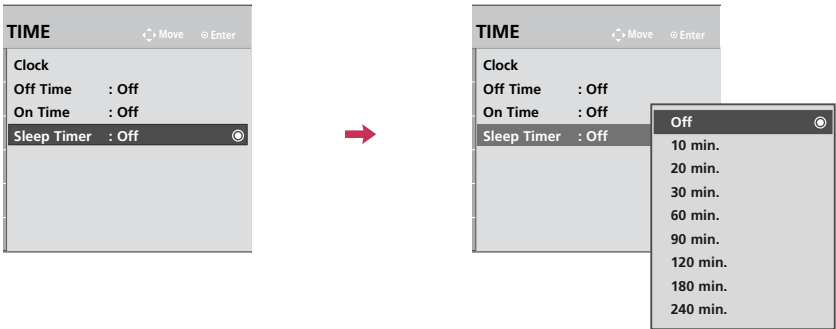 TIME Move Enter
Clock
Off Time : Off
On Time : Off
Sleep Timer : Off
TIME Move Enter
Clock
Off Time : Off
On Time : Off
Sleep Timer : Off
Off
10 min.
20 min.
30 min.
60 min.
90 min.
120 min.
180 min.
240 min.